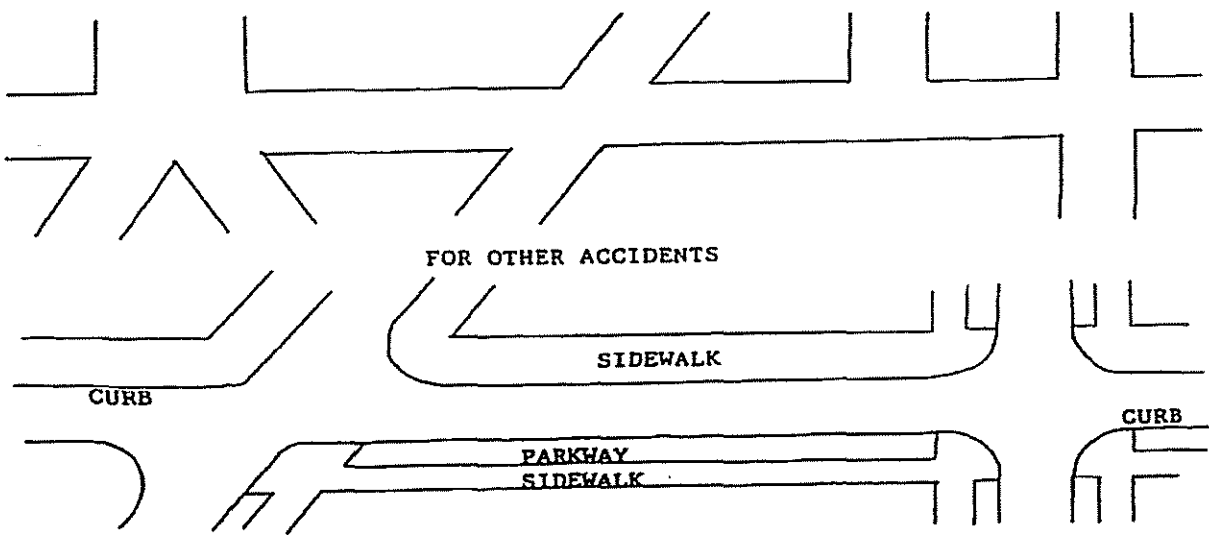 FOR OTHER ACCIDENTS
SIDEWALK
CURB
CURB
PARKWAY
SIDEWALK